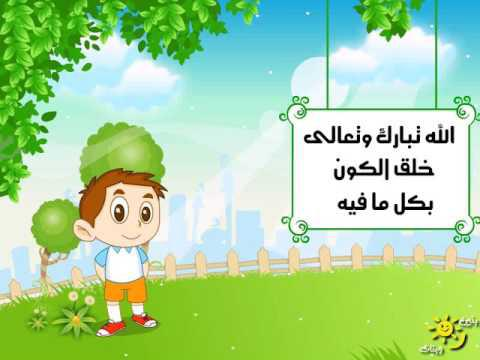 الله تبارك وتعالى
خلق الكون
بكل ما فيه